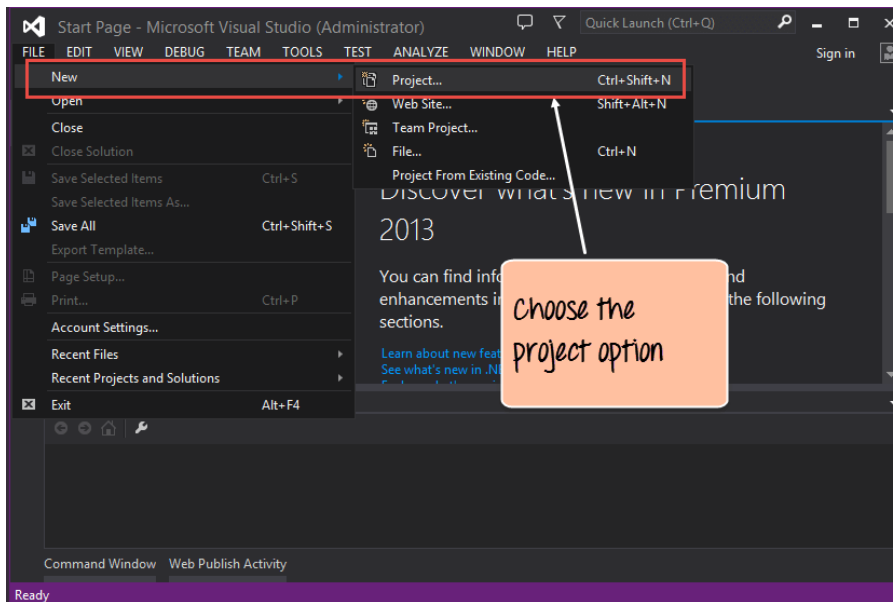 Start Page - Microsoft Visual Studio (Administrator)
Quick Launch (Ctrl+Q)
FILE EDIT VIEW DEBUG TEAM TOOLS TEST ANALYZE WINDOW HELP
Sign in
New
Open
Close
Close Solution
Save Selected Items Ctrl+S
Save Selected Items As...
Save All Ctrl+Shift+S
Export Template...
Page Setup...
Print... Ctrl+P
Account Settings...
Recent Files
Recent Projects and Solutions
Exit Alt+F4
Project... Ctrl+Shift+N
Web Site... Shift+Alt+N
Team Project...
File... Ctrl+N
Project From Existing Code...
Discover what's new in Premium
2013
You can find
enhancements the following
sections.
Learn about new
See what's new in
Choose the
project option
Command Window Web Publish Activity
Ready